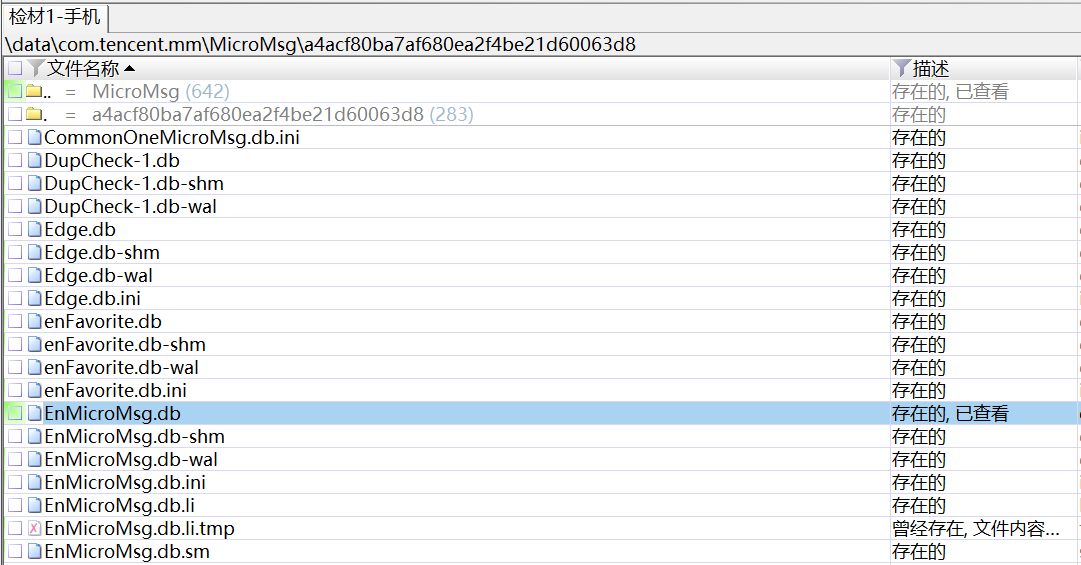 检材1-手机
\data\com.tencent.mm\MicroMsg\a4acf80ba7af680ea2f4be21d60063d8
文件名称 描述
.. = MicroMsg (642) 存在的, 已查看
. = a4acf80ba7af680ea2f4be21d60063d8 (283) 存在的
CommonOneMicroMsg.db.ini 存在的
DupCheck-1.db 存在的
DupCheck-1.db-shm 存在的
DupCheck-1.db-wal 存在的
Edge.db 存在的
Edge.db-shm 存在的
Edge.db-wal 存在的
Edge.db.ini 存在的
enFavorite.db 存在的
enFavorite.db-shm 存在的
enFavorite.db-wal 存在的
enFavorite.db.ini 存在的
EnMicroMsg.db 存在的, 已查看
EnMicroMsg.db-shm 存在的
EnMicroMsg.db-wal 存在的
EnMicroMsg.db.ini 存在的
EnMicroMsg.db.li 存在的
EnMicroMsg.db.li.tmp 曾经存在, 文件内容...
EnMicroMsg.db.sm 存在的